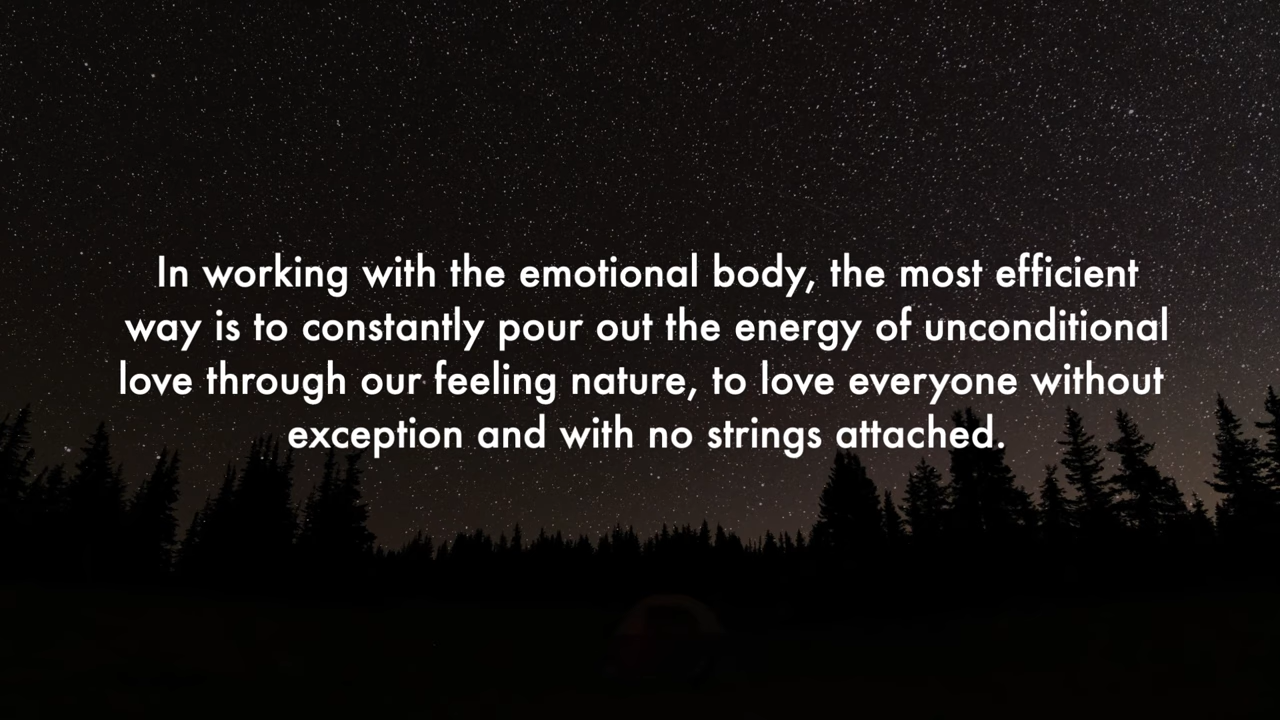 In working with the emotional body, the most efficient
way is to constantly pour out the energy of unconditional
love through our feeling nature, to love everyone without
exception and with no strings attached.